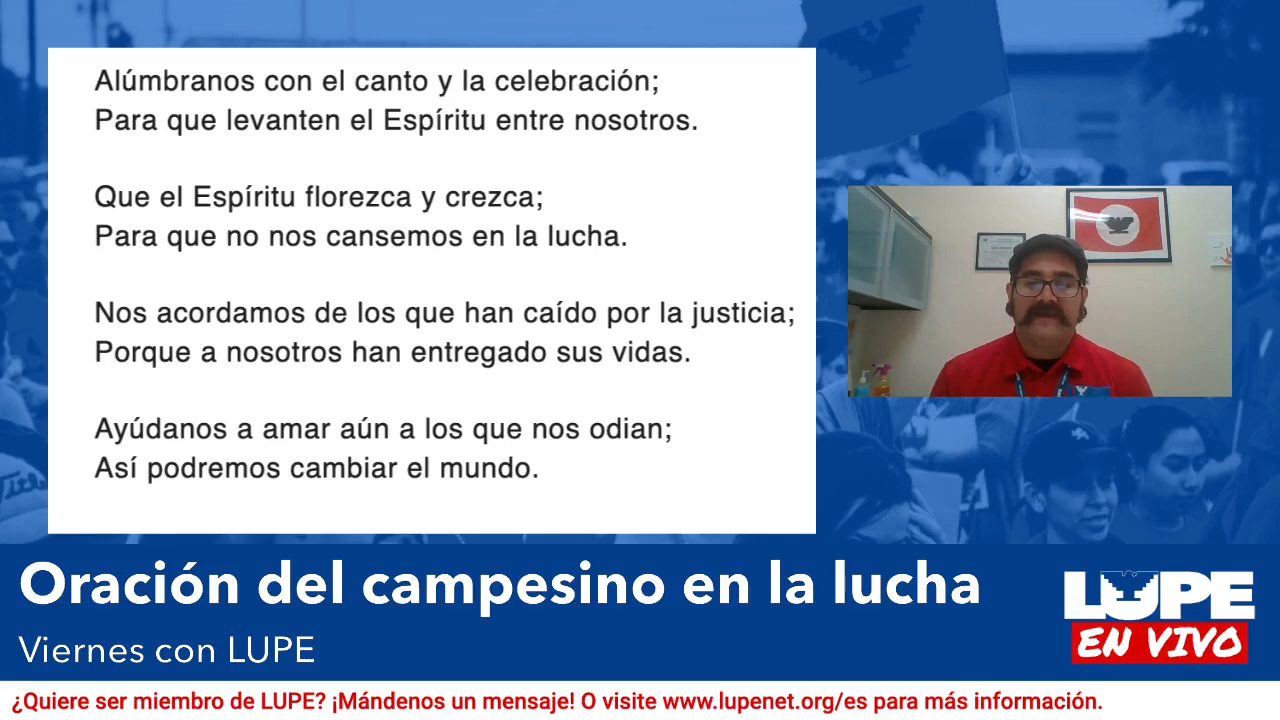 Alúmbranos con el canto y la celebración;
Para que levanten el Espíritu entre nosotros.
Que el Espíritu florezca y crezca;
Para que no nos cansemos en la lucha.
Nos acordamos de los que han caído por la justicia;
Porque a nosotros han entregado sus vidas.
Ayúdanos a amar aún a los que nos odian;
Así podremos cambiar el mundo.
Oración del campesino en la lucha
Viernes con LUPE
LUPE
EN VIVO
¿Quiere ser miembro de LUPE? ¡Mándenos un mensaje! O visite www.lupenet.org/es para más información.